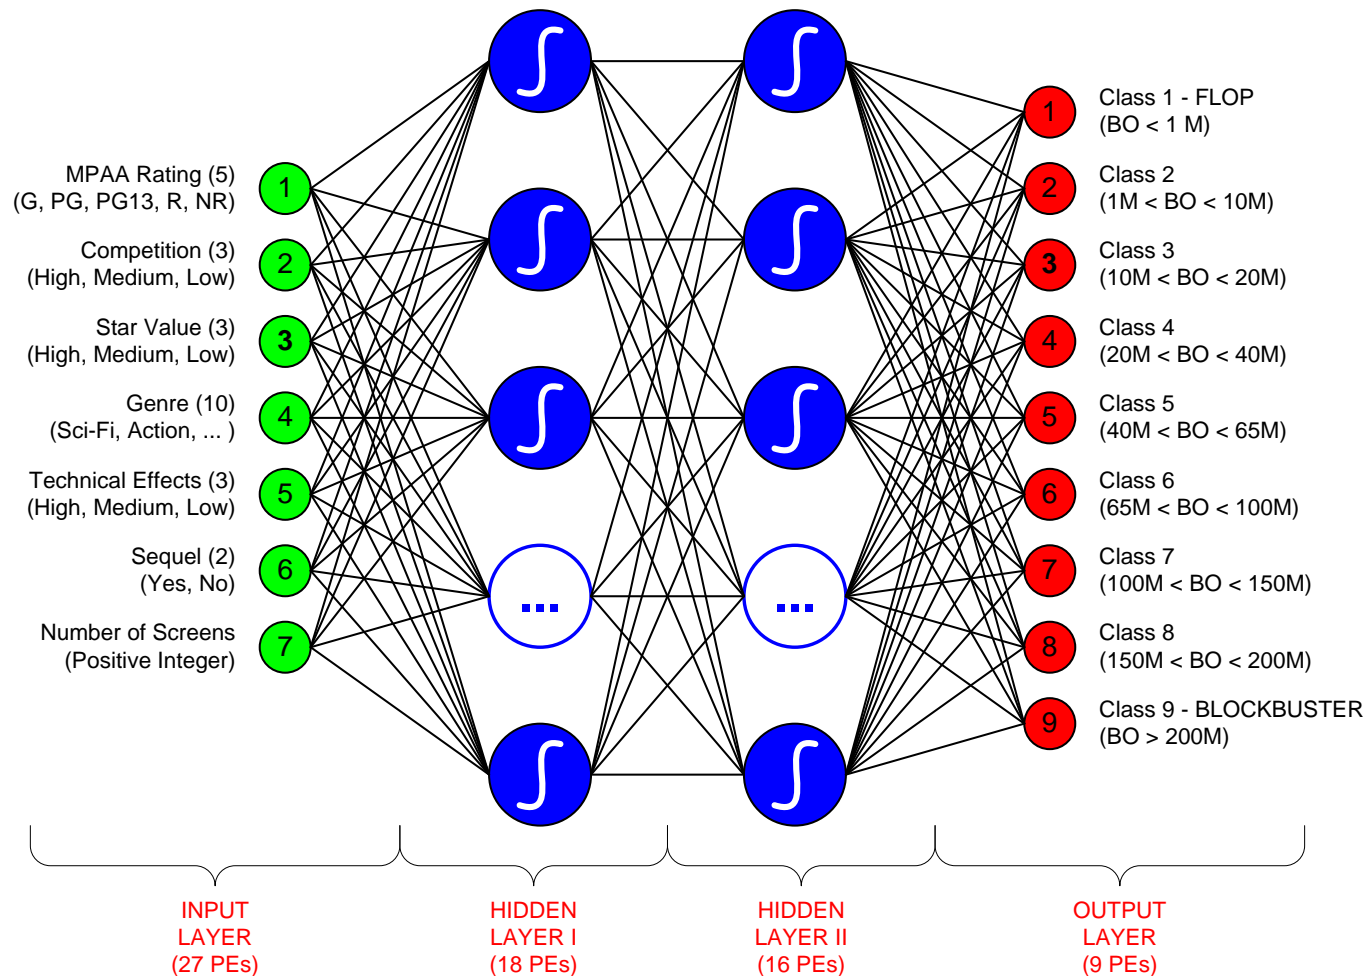 MPAA Rating (5)
(G, PG, PG13, R, NR)
1
Competition (3)
(High, Medium, Low)
2
Star Value (3)
(High, Medium, Low)
3
Genre (10)
(Sci-Fi, Action, ... )
4
Technical Effects (3)
(High, Medium, Low)
5
Sequel (2)
(Yes, No)
6
Number of Screens
(Positive Integer)
7
...
...
1
Class 1 - FLOP
(BO < 1 M)
2
Class 2
(1M < BO < 10M)
3
Class 3
(10M < BO < 20M)
4
Class 4
(20M < BO < 40M)
5
Class 5
(40M < BO < 65M)
6
Class 6
(65M < BO < 100M)
7
Class 7
(100M < BO < 150M)
8
Class 8
(150M < BO < 200M)
9
Class 9 - BLOCKBUSTER
(BO > 200M)
INPUT
LAYER
(27 PEs)
HIDDEN
LAYER I
(18 PEs)
HIDDEN
LAYER II
(16 PEs)
OUTPUT
LAYER
(9 PEs)